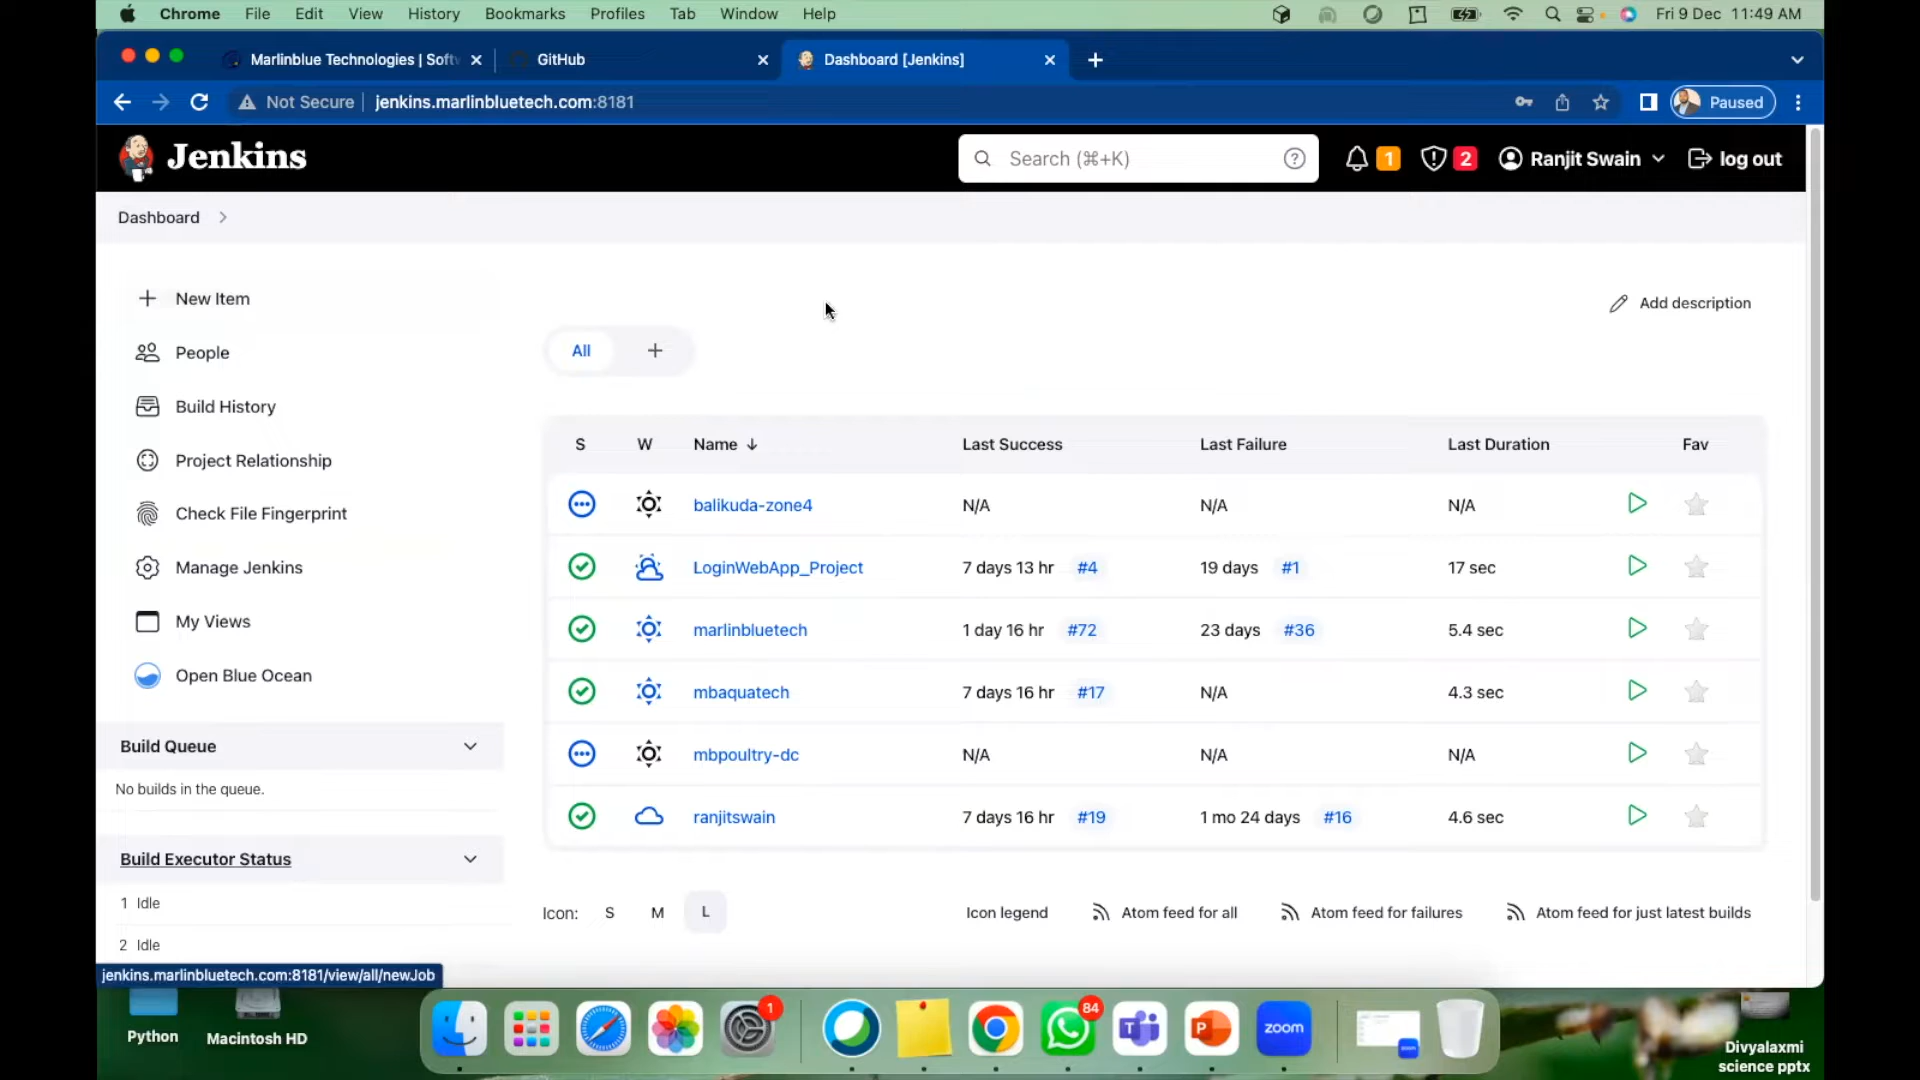 Chrome File Edit View History Bookmarks Profiles Tab Window Help Fri 9 Dec 11:49 AM
Marlinblue Technologies | Softw GitHub Dashboard [Jenkins]
Not Secure jenkins.marlinbluetech.com:8181 Paused
Jenkins Search (⌘+K) 1 2 Ranjit Swain log out
Dashboard
New Item
People
Build History
Project Relationship
Check File Fingerprint
Manage Jenkins
My Views
Open Blue Ocean
Build Queue
No builds in the queue.
Build Executor Status
1 Idle
2 Idle
jenkins.marlinbluetech.com:8181/view/all/newJob
Add description
All +
S W Name ↓ Last Success Last Failure Last Duration Fav
balikuda-zone4 N/A N/A N/A
LoginWebApp_Project 7 days 13 hr #4 19 days #1 17 sec
marlinbluetech 1 day 16 hr #72 23 days #36 5.4 sec
mbaquatech 7 days 16 hr #17 N/A 4.3 sec
mbpoultry-dc N/A N/A N/A
ranjitswain 7 days 16 hr #19 1 mo 24 days #16 4.6 sec
Icon: S M L Icon legend Atom feed for all Atom feed for failures Atom feed for just latest builds
Python
Macintosh HD
1
84
zoom
Divyalaxmi
science pptx